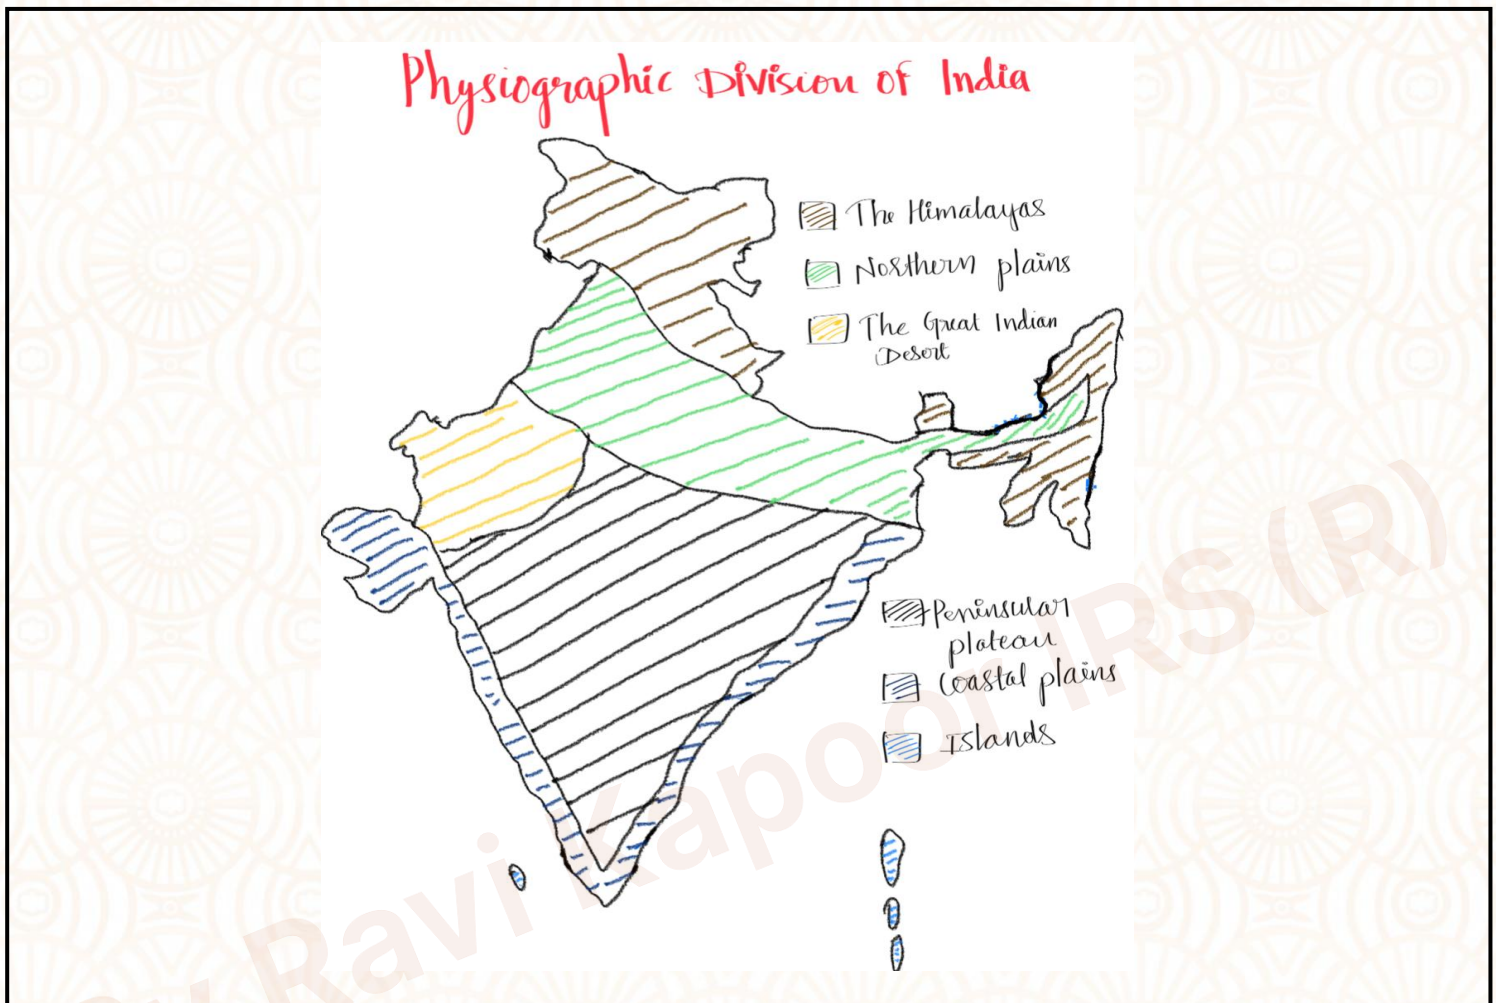 Physiographic Division of India
The Himalayas
Northern plains
The Great Indian
Desert
Peninsular
plateau
Coastal plains
Islands
Ravi Kapoor IRS (R)